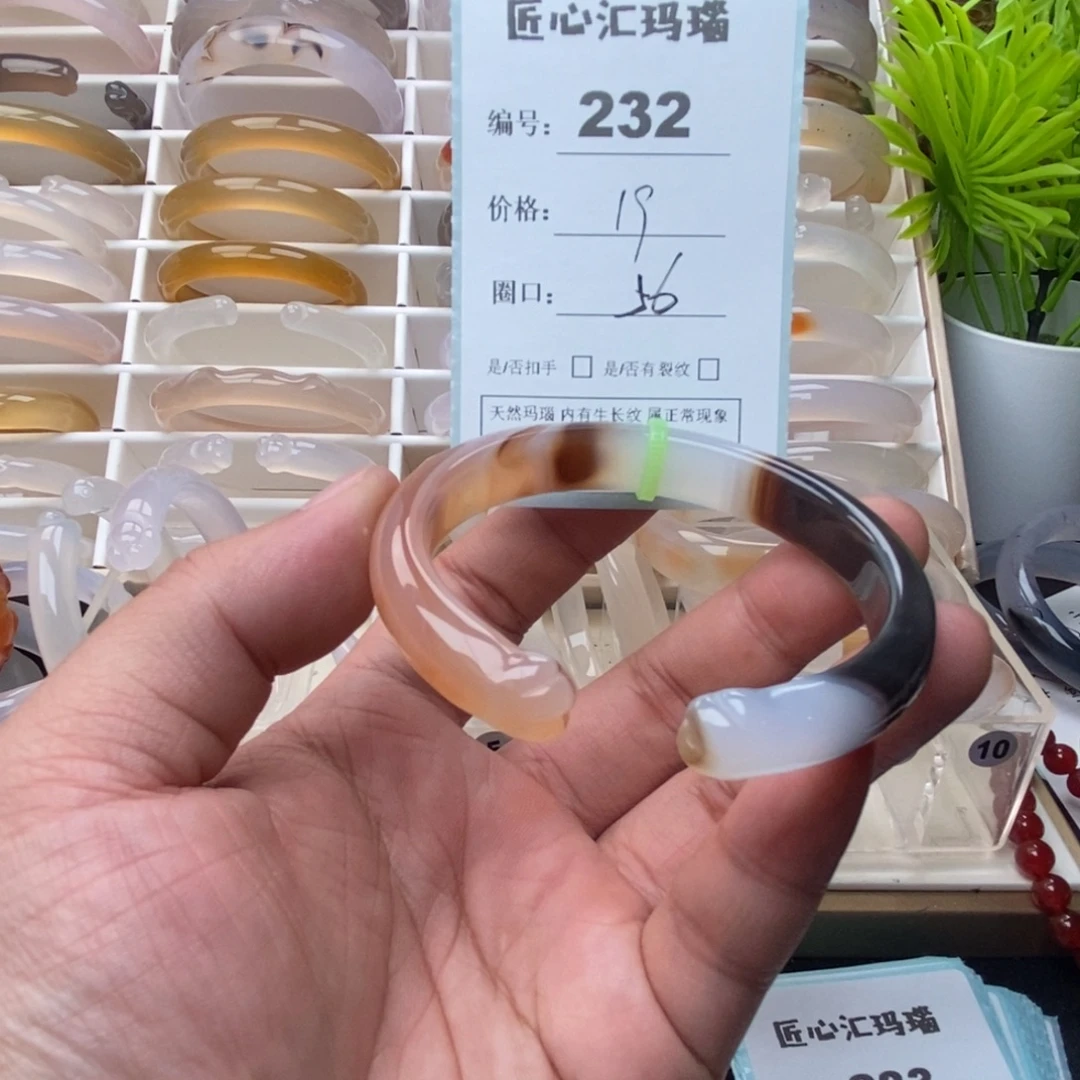 匠心汇玛瑙
编号: 232
价格: 19
圈口: 56
是/否扣手 □ 是/否有裂纹 □
天然玛瑙 内有生长纹 属正常现象
10
匠心汇玛瑙